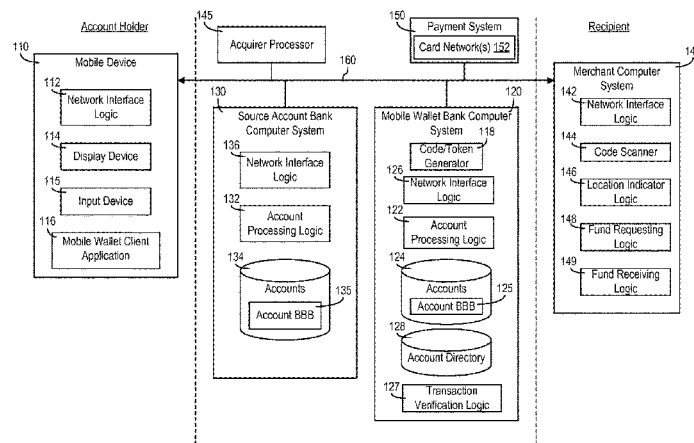 Account Holder
145
Acquirer Processor
150
Payment System
Card Network(s) 152
Recipient
110
Mobile Device
112
Network Interface
Logic
114
Display Device
115
Input Device
116
Mobile Wallet Client
Application
160
130
Source Account Bank
Computer System
136
Network Interface
Logic
132
Account
Processing Logic
134
Accounts
135
Account BBB
120
Mobile Wallet Bank Computer
System
118
Code/Token
Generator
126
Network Interface
Logic
122
Account
Processing Logic
124
Accounts
125
Account BBB
128
Account Directory
127
Transaction
Verification Logic
14
Merchant Computer
System
142
Network Interface
Logic
144
Code Scanner
146
Location Indicator
Logic
148
Fund Requesting
Logic
149
Fund Receiving
Logic